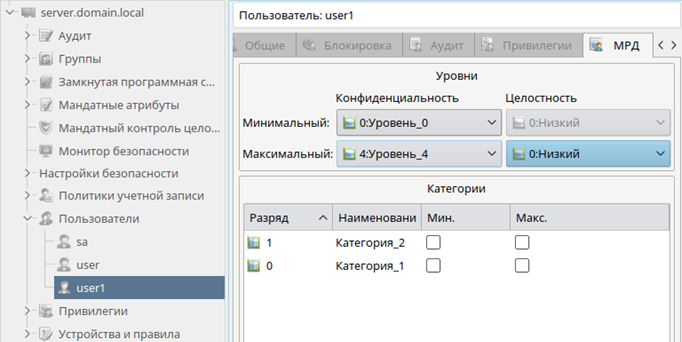 server.domain.local
Аудит
Группы
Замкнутая программная с...
Мандатные атрибуты
Мандатный контроль цело...
Монитор безопасности
Настройки безопасности
Политики учетной записи
Пользователи
sa
user
user1
Привилегии
Устройства и правила
Пользователь: user1
Общие
Блокировка
Аудит
Привилегии
МРД
Уровни
Конфиденциальность
Целостность
Минимальный:
0:Уровень_0
0:Низкий
Максимальный:
4:Уровень_4
0:Низкий
Категории
Разряд
Наименовани
Мин.
Макс.
1
Категория_2
0
Категория_1